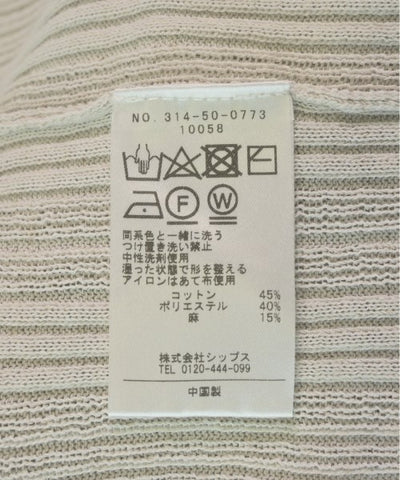 NO. 314-50-0773
10058
F W
同系色と一緒に洗う
つけ置き洗い禁止
中性洗剤使用
湿った状態で形を整える
アイロンはあて布使用
コットン 45%
ポリエステル 40%
麻 15%
株式会社シップス
TEL 0120-444-099
中国製